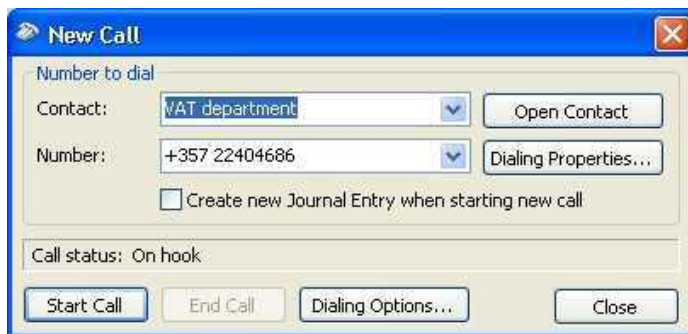 New Call
Number to dial
Contact: VAT department Open Contact
Number: +357 22404686 Dialing Properties...
Create new Journal Entry when starting new call
Call status: On hook
Start Call End Call Dialing Options... Close